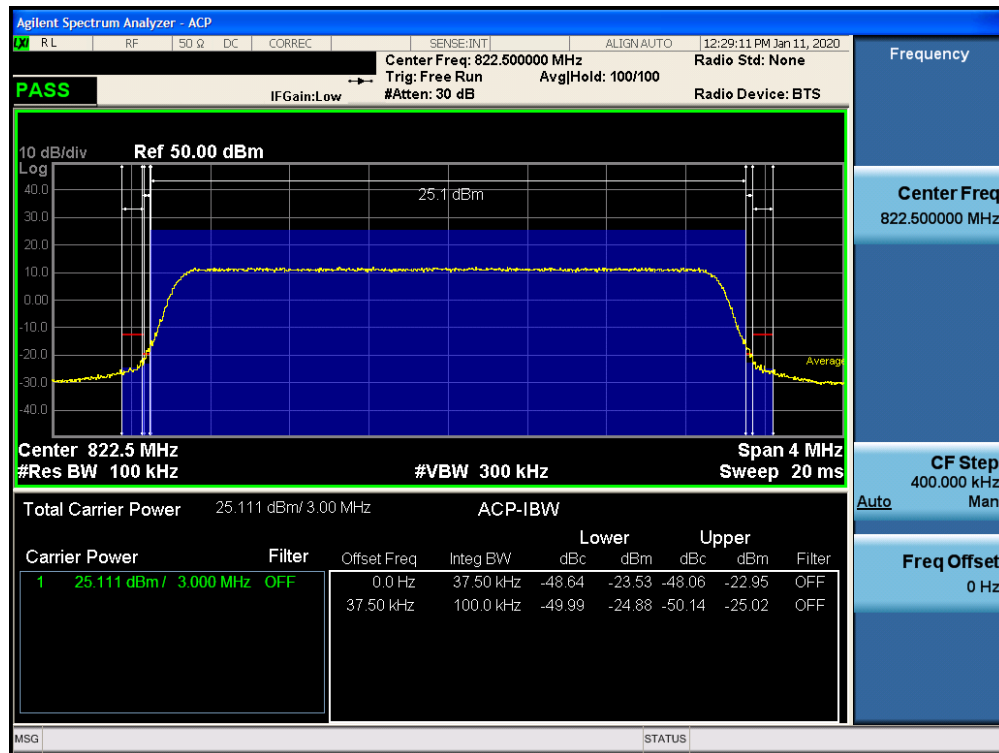 Agilent Spectrum Analyzer - ACP
LXI RL RF 50 Ω DC CORREC SENSE:INT ALIGN AUTO 12:29:11 PM Jan 11, 2020
Center Freq: 822.500000 MHz Radio Std: None
Trig: Free Run Avg|Hold: 100/100
PASS IFGain:Low #Atten: 30 dB Radio Device: BTS
10 dB/div Ref 50.00 dBm
Log
40.0
25.1 dBm
30.0
20.0
10.0
0.00
-10.0
-20.0
Average
-30.0
-40.0
Center 822.5 MHz Span 4 MHz
#Res BW 100 kHz #VBW 300 kHz Sweep 20 ms
Total Carrier Power 25.111 dBm/ 3.00 MHz ACP-IBW
Lower Upper
Carrier Power Filter Offset Freq Integ BW dBc dBm dBc dBm Filter
1 25.111 dBm / 3.000 MHz OFF 0.0 Hz 37.50 kHz -48.64 -23.53 -48.06 -22.95 OFF
37.50 kHz 100.0 kHz -49.99 -24.88 -50.14 -25.02 OFF
MSG STATUS
Frequency
Center Freq
822.500000 MHz
CF Step
400.000 kHz
Auto Man
Freq Offset
0 Hz